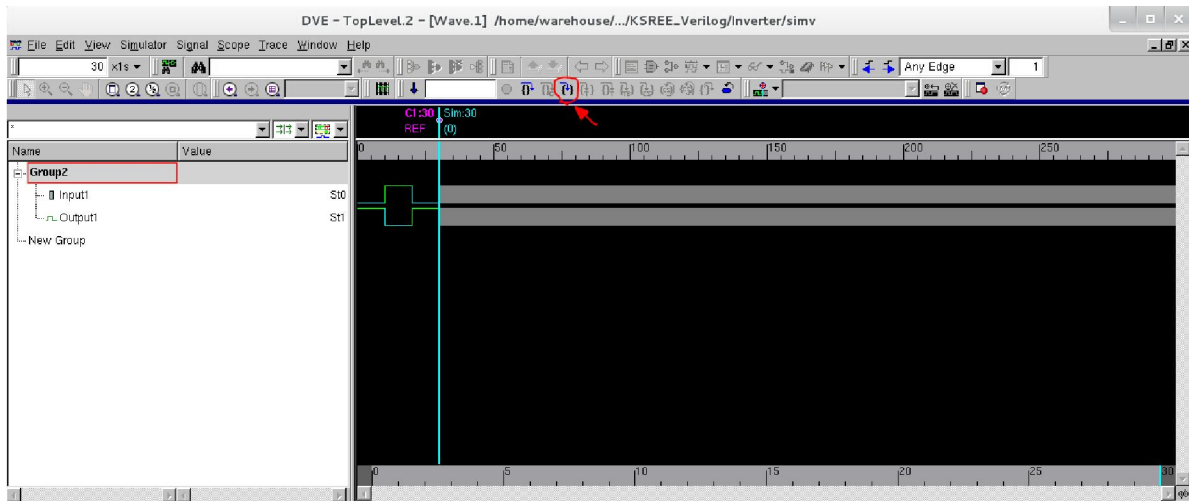 DVE - TopLevel.2 - [Wave.1] /home/warehouse/.../KSREE_Verilog/Inverter/simv
File Edit View Simulator Signal Scope Trace Window Help
30 x1s Any Edge 1
C1:30 Sim:30
REF (0)
*
Name Value 0 50 100 150 200 250
Group2
Input1 St0
Output1 St1
New Group
0 5 10 15 20 25 30